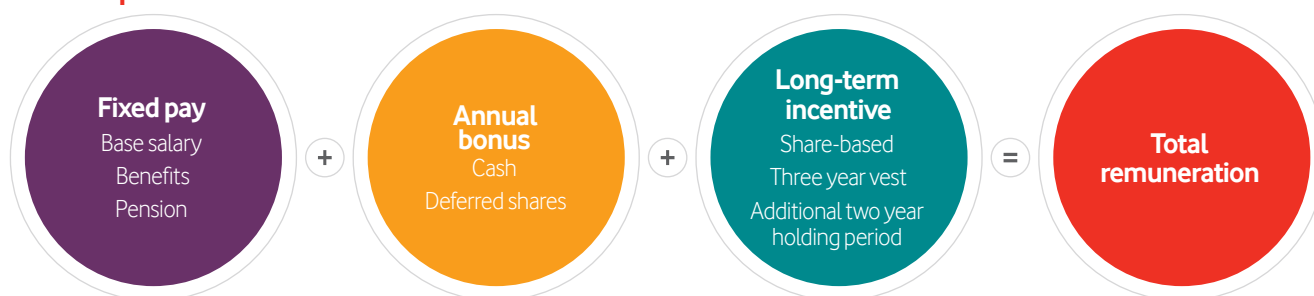 Fixed pay
Base salary
Benefits
Pension
+
Annual
bonus
Cash
Deferred shares
+
Long-term
incentive
Share-based
Three year vest
Additional two year
holding period
=
Total
remuneration